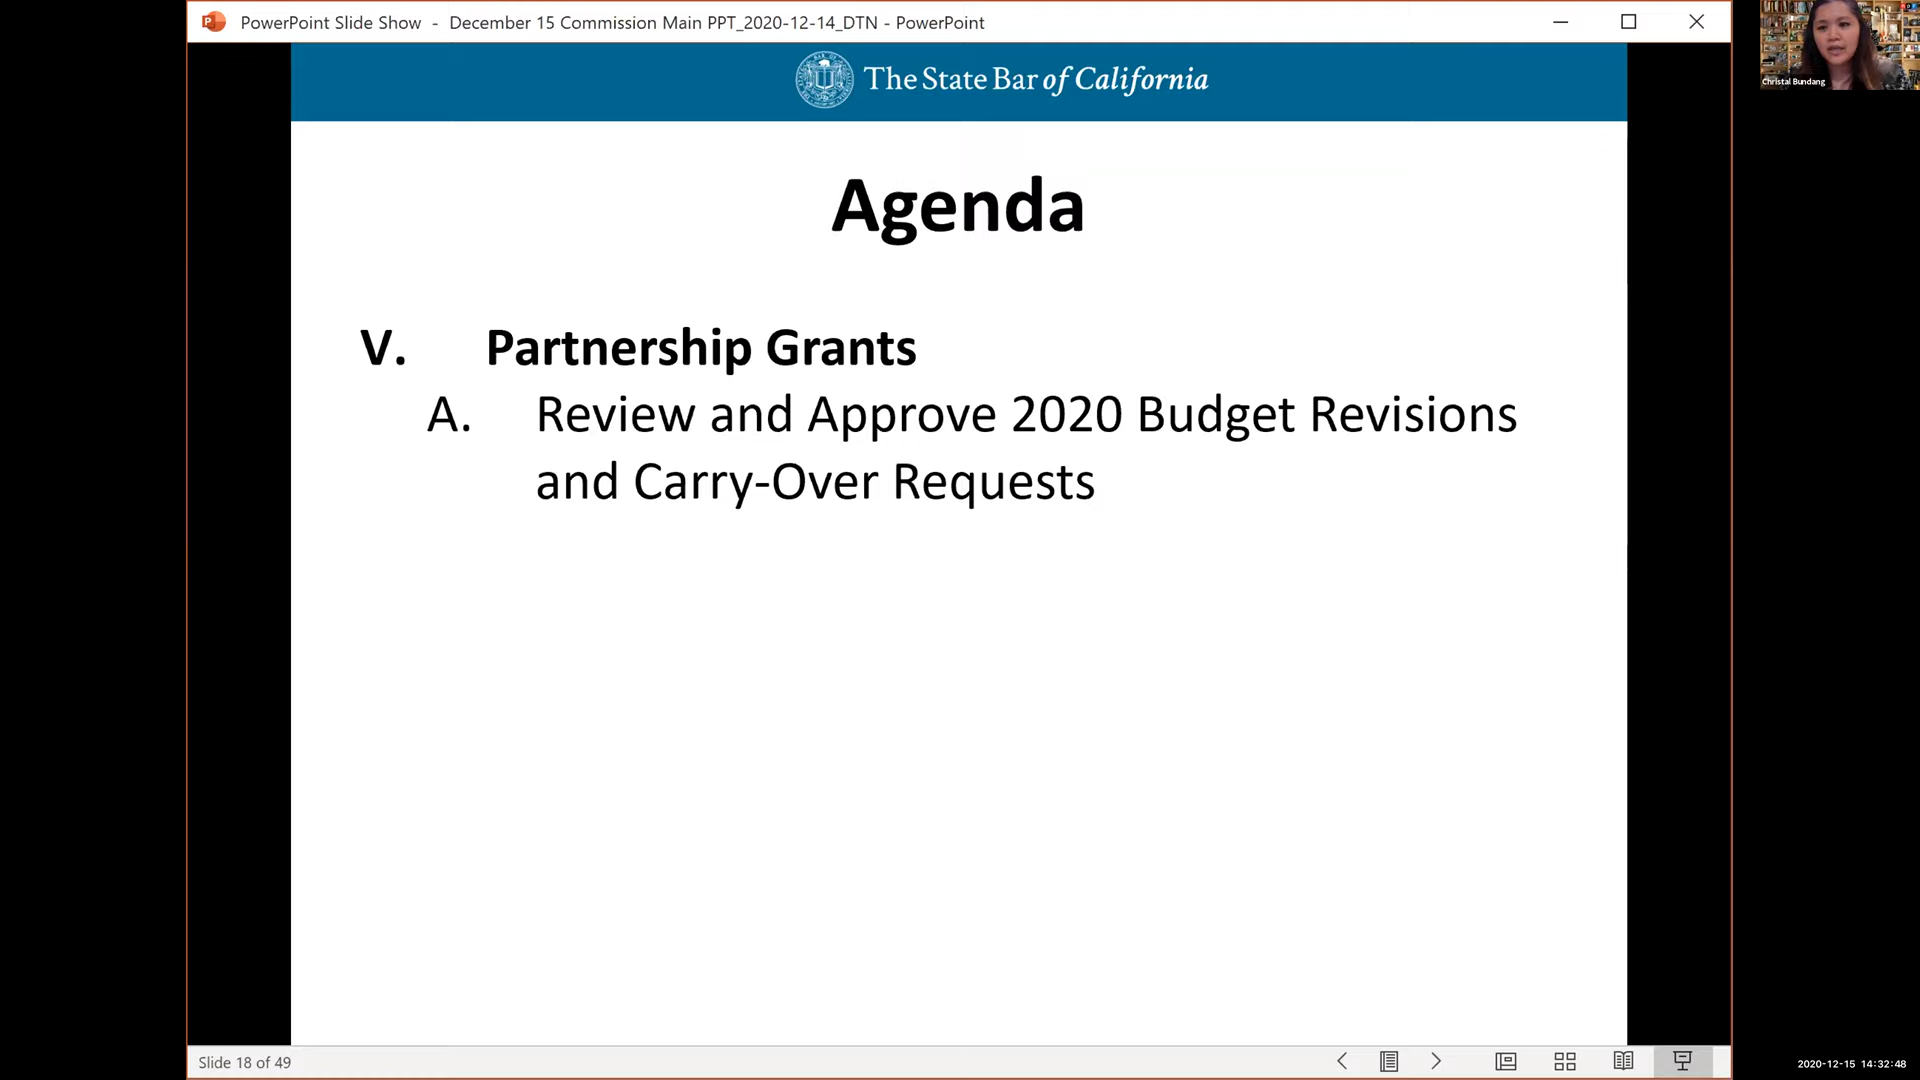 PowerPoint Slide Show - December 15 Commission Main PPT_2020-12-14_DTN - PowerPoint
Christal Bundang
The State Bar of California
Agenda
V. Partnership Grants
A. Review and Approve 2020 Budget Revisions
and Carry-Over Requests
Slide 18 of 49
2020-12-15 14:32:48